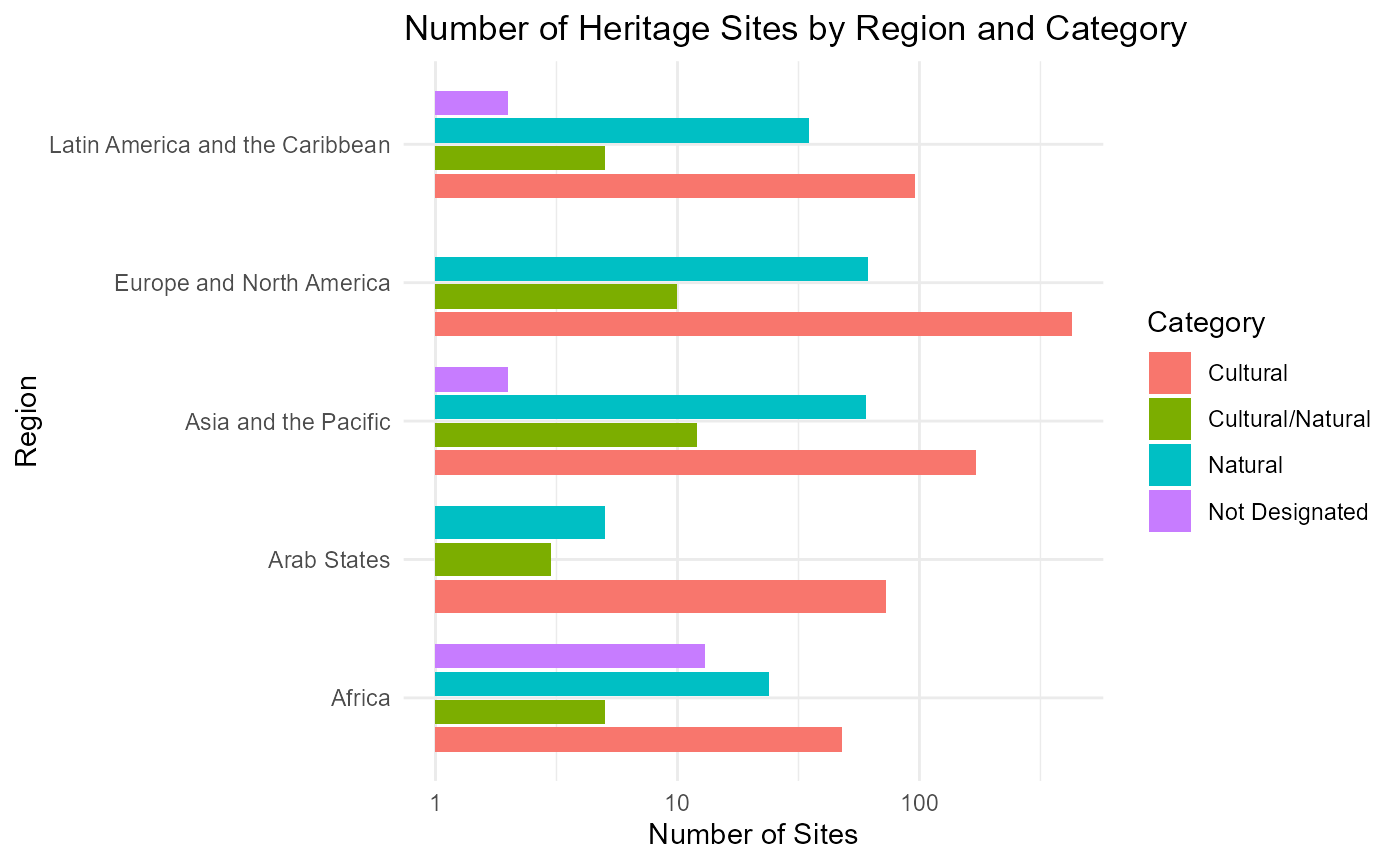 Number of Heritage Sites by Region and Category
Latin America and the Caribbean
Europe and North America
Asia and the Pacific
Arab States
Africa
Region
1 10 100
Number of Sites
Category
Cultural
Cultural/Natural
Natural
Not Designated